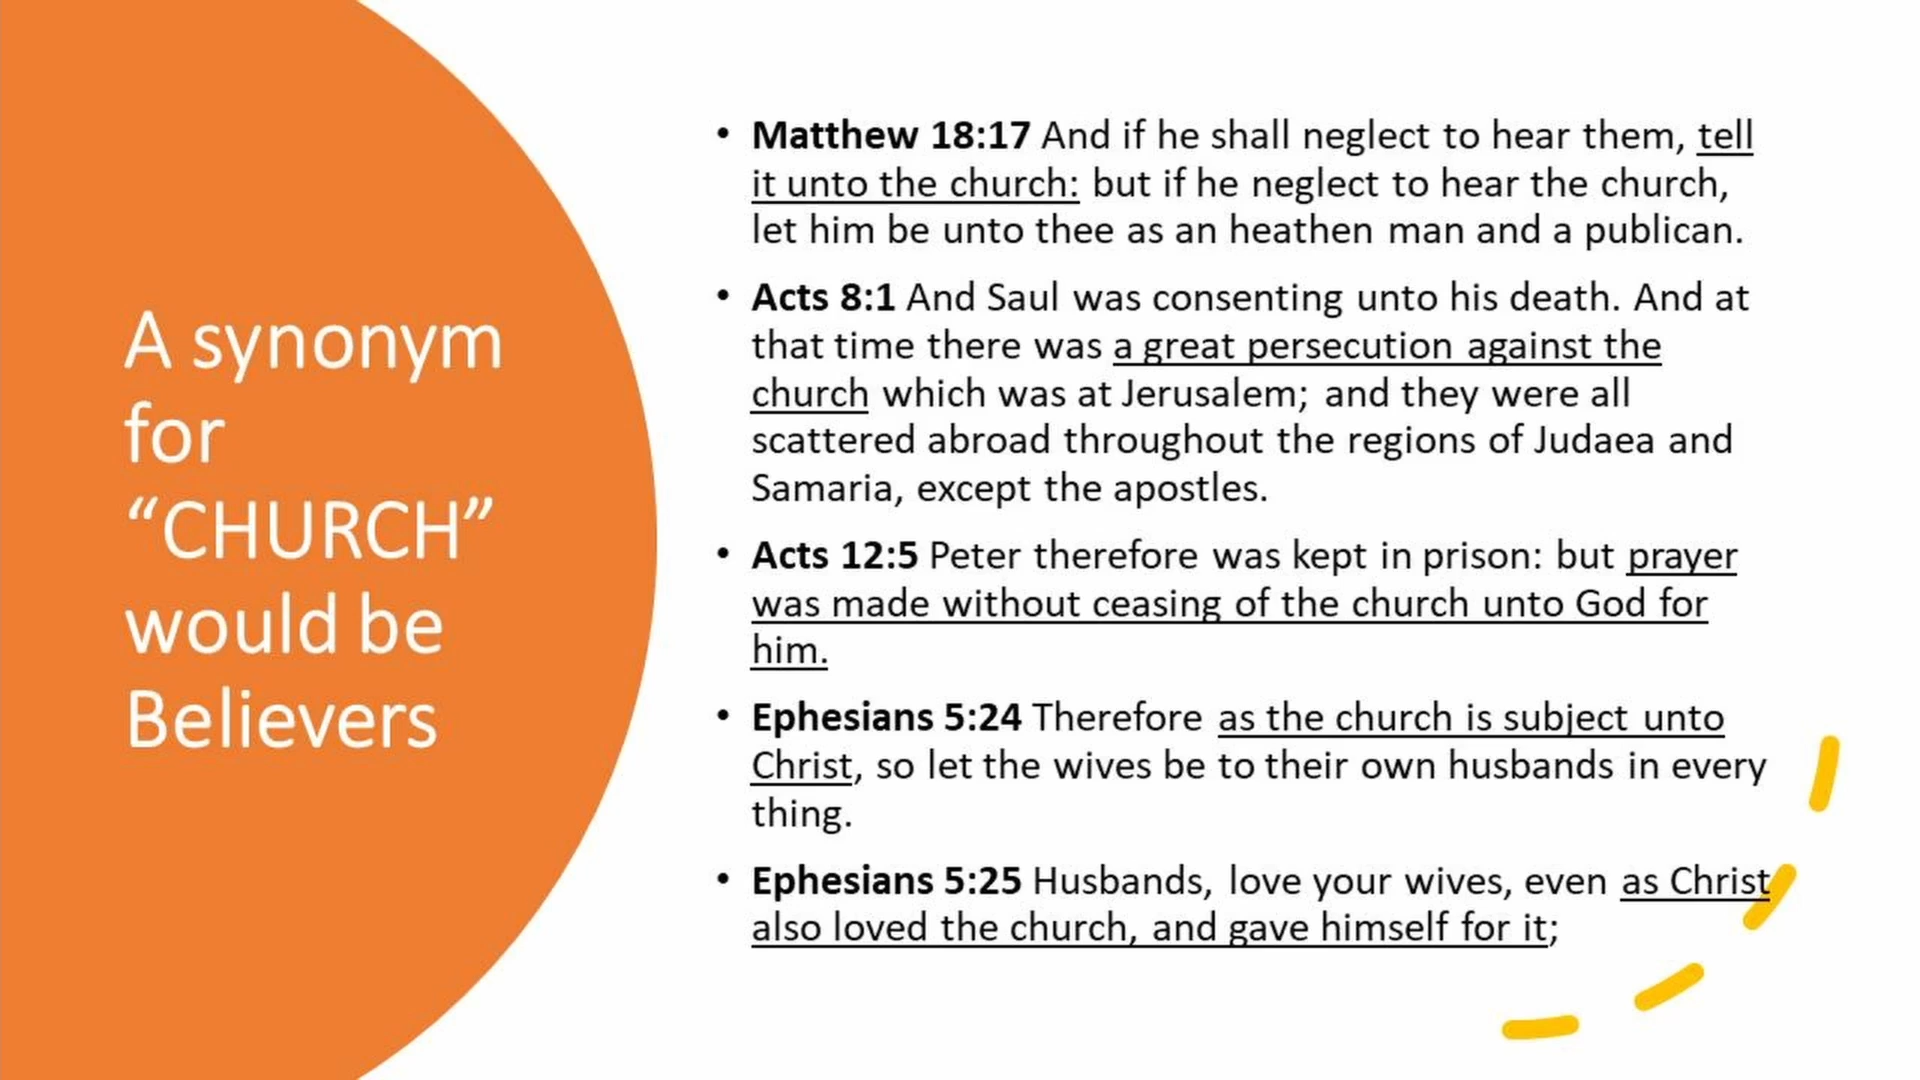 A synonym
for
“CHURCH”
would be
Believers
• Matthew 18:17 And if he shall neglect to hear them, tell
it unto the church: but if he neglect to hear the church,
let him be unto thee as an heathen man and a publican.
• Acts 8:1 And Saul was consenting unto his death. And at
that time there was a great persecution against the
church which was at Jerusalem; and they were all
scattered abroad throughout the regions of Judaea and
Samaria, except the apostles.
• Acts 12:5 Peter therefore was kept in prison: but prayer
was made without ceasing of the church unto God for
him.
• Ephesians 5:24 Therefore as the church is subject unto
Christ, so let the wives be to their own husbands in every
thing.
• Ephesians 5:25 Husbands, love your wives, even as Christ
also loved the church, and gave himself for it;